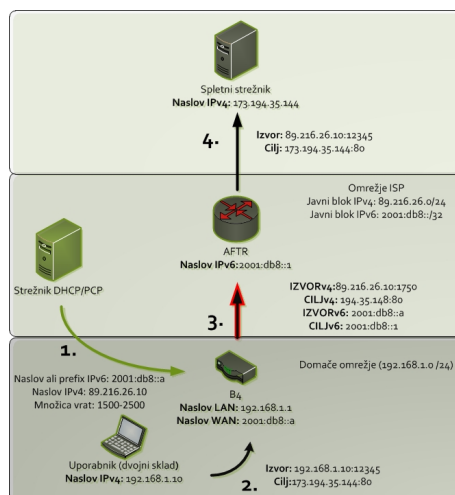 Spletni strežnik
Naslov IPv4: 173.194.35.144
4.
Izvor: 89.216.26.10:12345
Cilj: 173.194.35.144:80
Omrežje ISP
Javni blok IPv4: 89.216.26.0/24
Javni blok IPv6: 2001:db8::/32
AFTR
Naslov IPv6:2001:db8::1
Strežnik DHCP/PCP
IZVORv4:89.216.26.10:1750
CILJv4: 194.35.148:80
IZVORv6: 2001:db8::a
CILJv6: 2001:db8::1
3.
1.
Domače omrežje (192.168.1.0 /24)
Naslov ali prefix IPv6: 2001:db8::a
Naslov IPv4: 89.216.26.10
Množica vrat: 1500-2500
B4
Naslov LAN: 192.168.1.1
Naslov WAN: 2001:db8::a
Uporabnik (dvojni sklad)
Naslov IPv4: 192.168.1.10
2.
Izvor: 192.168.1.10:12345
Cilj:173.194.35.144:80